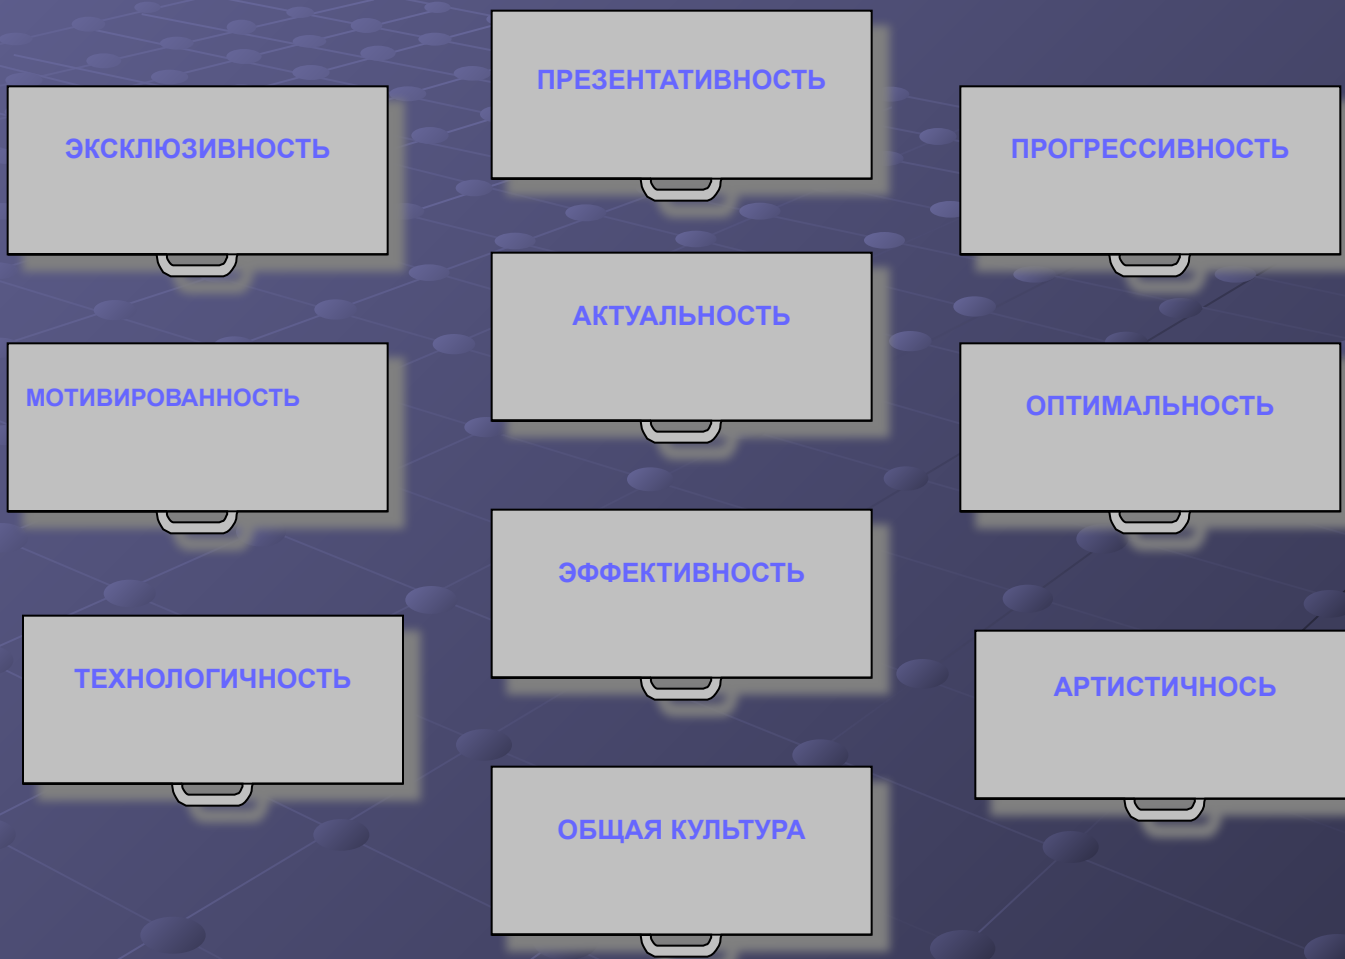 ПРЕЗЕНТАТИВНОСТЬ
ЭКСКЛЮЗИВНОСТЬ
ПРОГРЕССИВНОСТЬ
АКТУАЛЬНОСТЬ
МОТИВИРОВАННОСТЬ
ОПТИМАЛЬНОСТЬ
ЭФФЕКТИВНОСТЬ
ТЕХНОЛОГИЧНОСТЬ
АРТИСТИЧНОСЬ
ОБЩАЯ КУЛЬТУРА